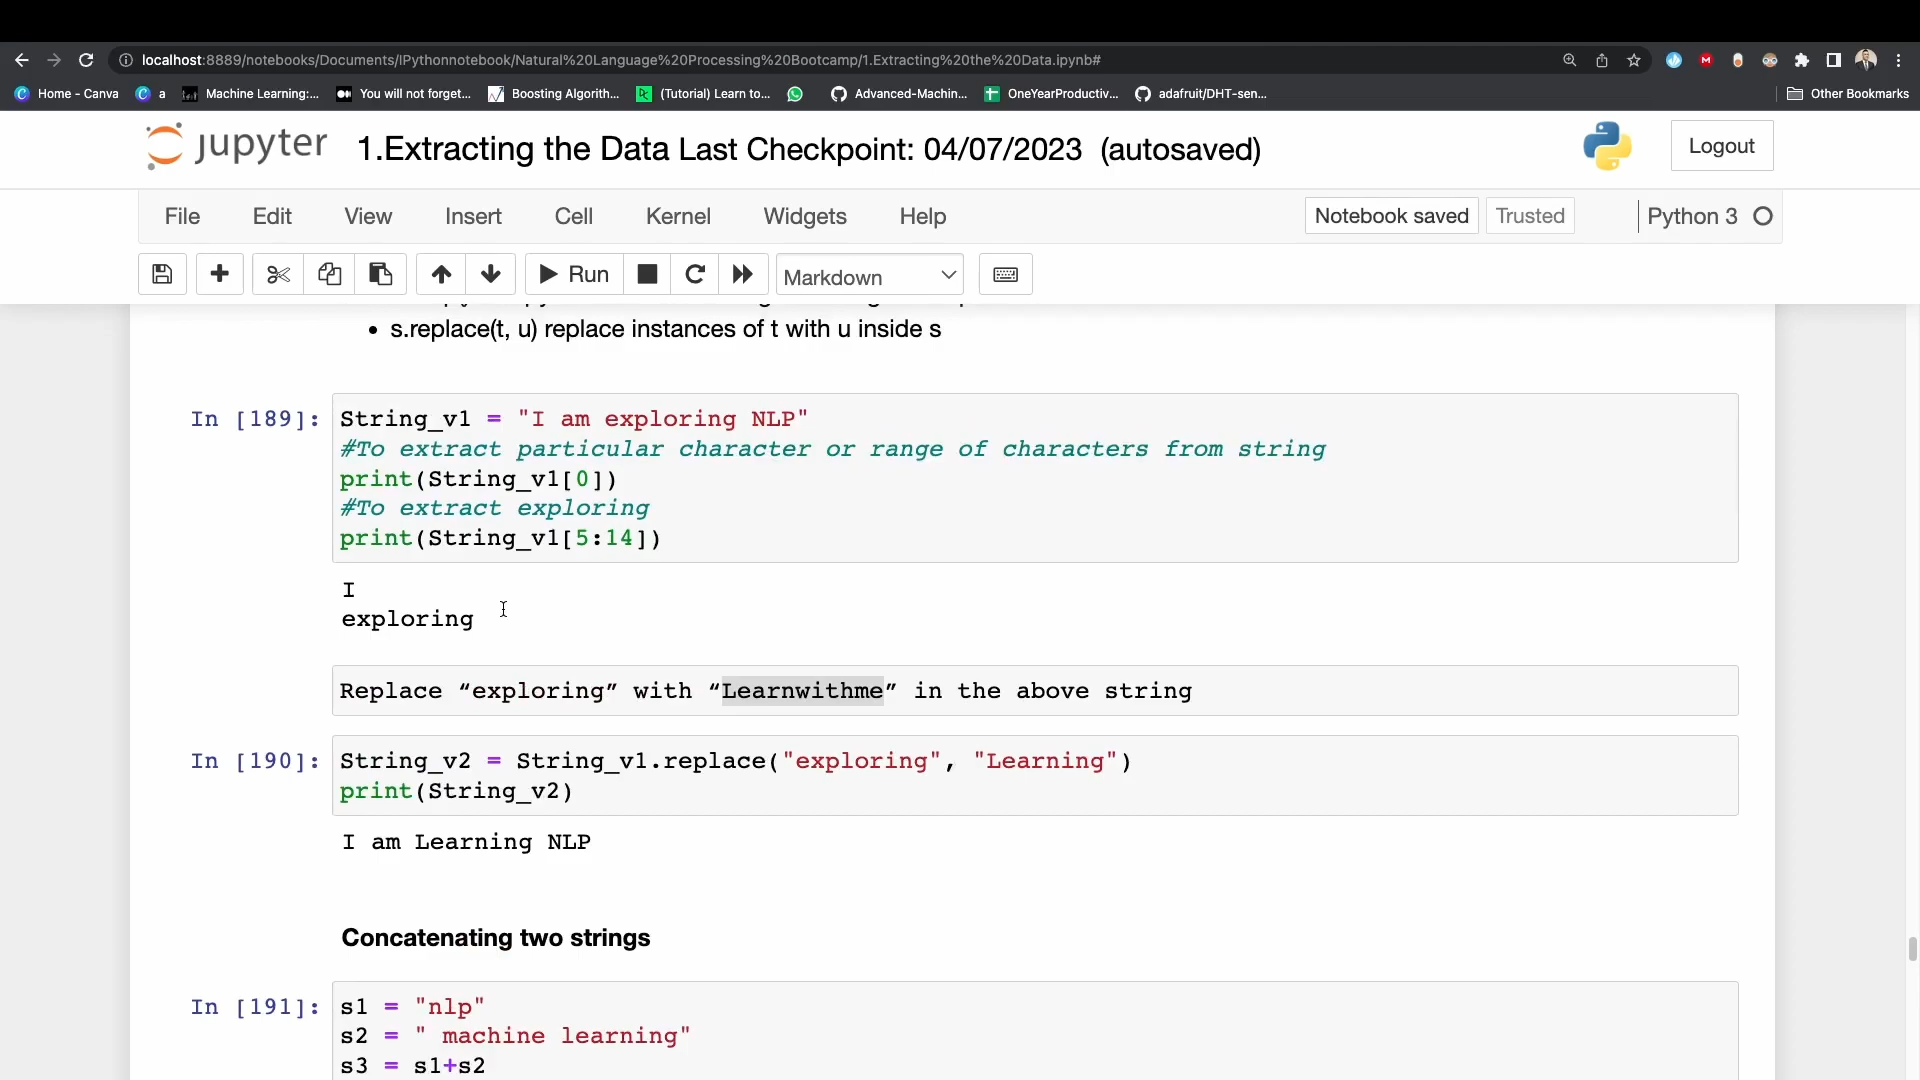 localhost:8889/notebooks/Documents/IPythonnotebook/Natural%20Language%20Processing%20Bootcamp/1.Extracting%20the%20Data.ipynb#
Home - Canva a Machine Learning:... You will not forget... Boosting Algorith... (Tutorial) Learn to... Advanced-Machin... OneYearProductiv... adafruit/DHT-sen... Other Bookmarks
jupyter 1.Extracting the Data Last Checkpoint: 04/07/2023 (autosaved) Logout
File Edit View Insert Cell Kernel Widgets Help Notebook saved Trusted Python 3
Run Markdown
• s.replace(t, u) replace instances of t with u inside s
In [189]: String_v1 = "I am exploring NLP"
#To extract particular character or range of characters from string
print(String_v1[0])
#To extract exploring
print(String_v1[5:14])
I
exploring
Replace “exploring” with “Learnwithme” in the above string
In [190]: String_v2 = String_v1.replace("exploring", "Learning")
print(String_v2)
I am Learning NLP
Concatenating two strings
In [191]: s1 = "nlp"
s2 = " machine learning"
s3 = s1+s2